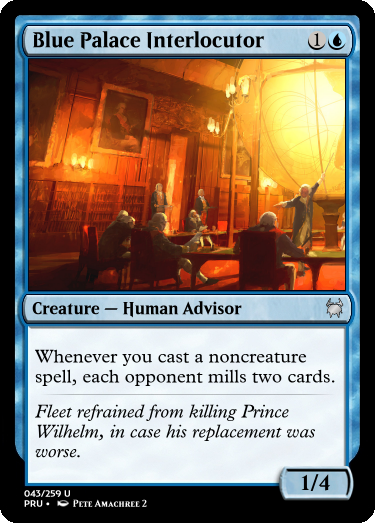 Blue Palace Interlocutor 1
Creature — Human Advisor
Whenever you cast a noncreature
spell, each opponent mills two cards.
Fleet refrained from killing Prince
Wilhelm, in case his replacement was
worse.
1/4
043/259 U
PRU • Pete Amachree 2